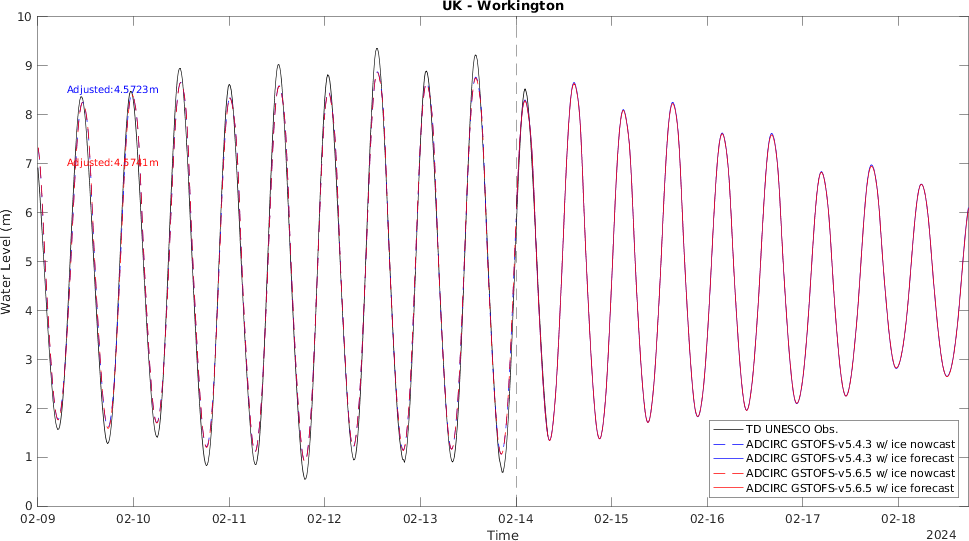 UK - Workington
10
9
8
7
6
5
4
3
2
1
0
Water Level (m)
Adjusted:4.5723m
Adjusted:4.5741m
TD UNESCO Obs.
ADCIRC GSTOFS-v5.4.3 w/ ice nowcast
ADCIRC GSTOFS-v5.4.3 w/ ice forecast
ADCIRC GSTOFS-v5.6.5 w/ ice nowcast
ADCIRC GSTOFS-v5.6.5 w/ ice forecast
02-09 02-10 02-11 02-12 02-13 02-14 02-15 02-16 02-17 02-18
Time
2024